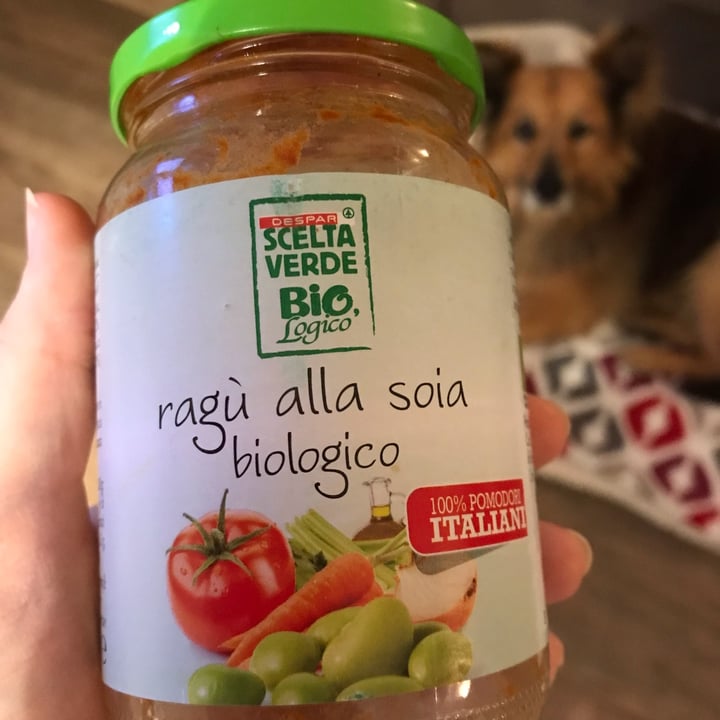 DESPAR
SCELTA
VERDE
BIO,
Logico
ragù alla soia
biologico
100% POMODORI
ITALIANI